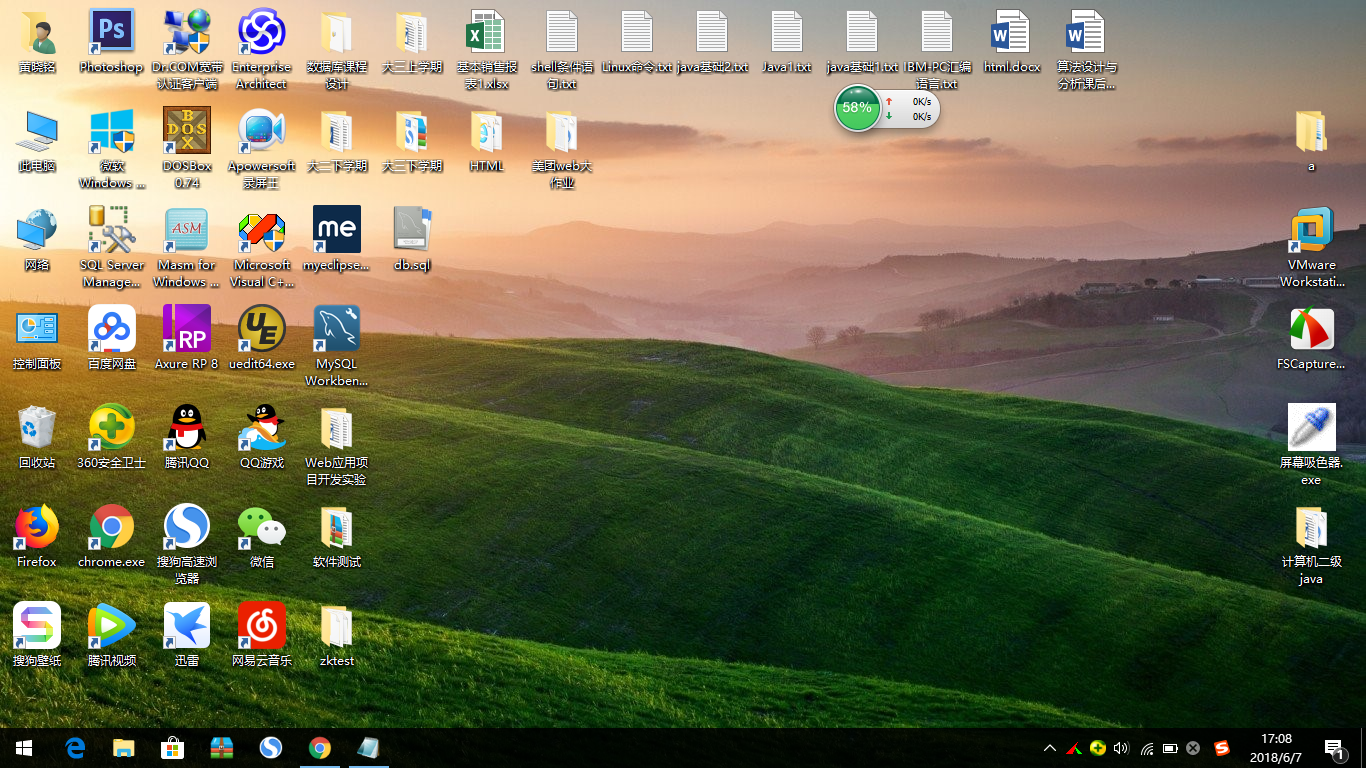 黄晓铭
Photoshop
Dr.COM宽带
认证客户端
Enterprise
Architect
数据库课程
设计
大三上学期
基本销售报
表1.xlsx
shell条件语
句.txt
Linux命令.txt
java基础2.txt
Java1.txt
java基础1.txt
IBM-PC汇编
语言.txt
html.docx
算法设计与
分析课后...
58%
0K/s
0K/s
此电脑
微软
Windows ...
DOSBox
0.74
Apowersoft
录屏王
大二下学期
大三下学期
HTML
美团web大
作业
a
网络
SQL Server
Manage...
ASM
Masm for
Windows ...
Microsoft
Visual C+...
me
myeclipse...
db.sql
VMware
Workstati...
控制面板
百度网盘
RP
Axure RP 8
UE
uedit64.exe
MySQL
Workben...
FSCapture...
回收站
360安全卫士
腾讯QQ
QQ游戏
Web应用项
目开发实验
屏幕吸色器.
exe
Firefox
chrome.exe
搜狗高速浏
览器
微信
软件测试
计算机二级
java
搜狗壁纸
腾讯视频
迅雷
网易云音乐
zktest
17:08
2018/6/7
1